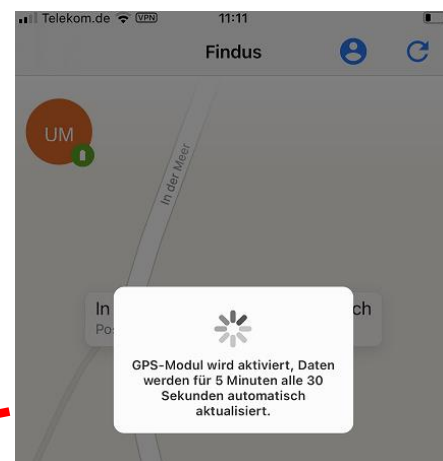 Telekom.de VPN 11:11
Findus
UM
In der Meer
In ch
Pos
GPS-Modul wird aktiviert, Daten
werden für 5 Minuten alle 30
Sekunden automatisch
aktualisiert.